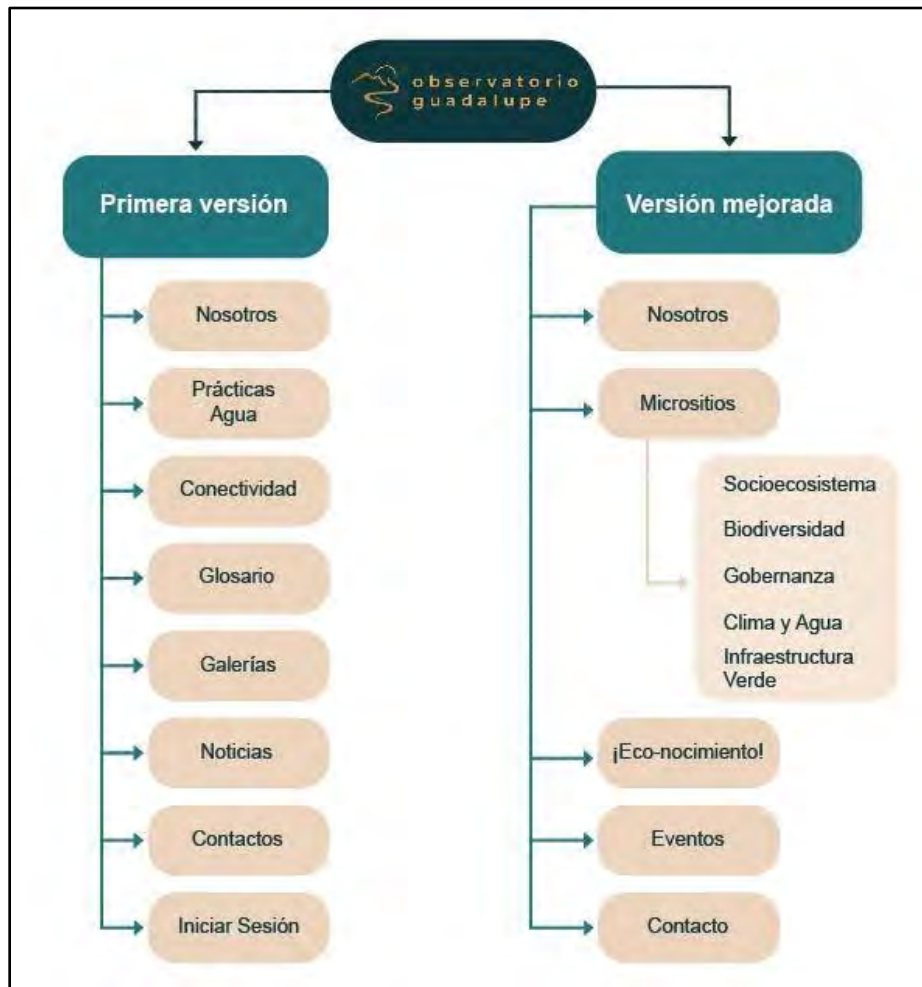 observatorio
guadalupe
Primera versión
Nosotros
Prácticas
Agua
Conectividad
Glosario
Galerías
Noticias
Contactos
Iniciar Sesión
Versión mejorada
Nosotros
Micrositios
Socioecosistema
Biodiversidad
Gobernanza
Clima y Agua
Infraestructura
Verde
¡Eco-nocimiento!
Eventos
Contacto